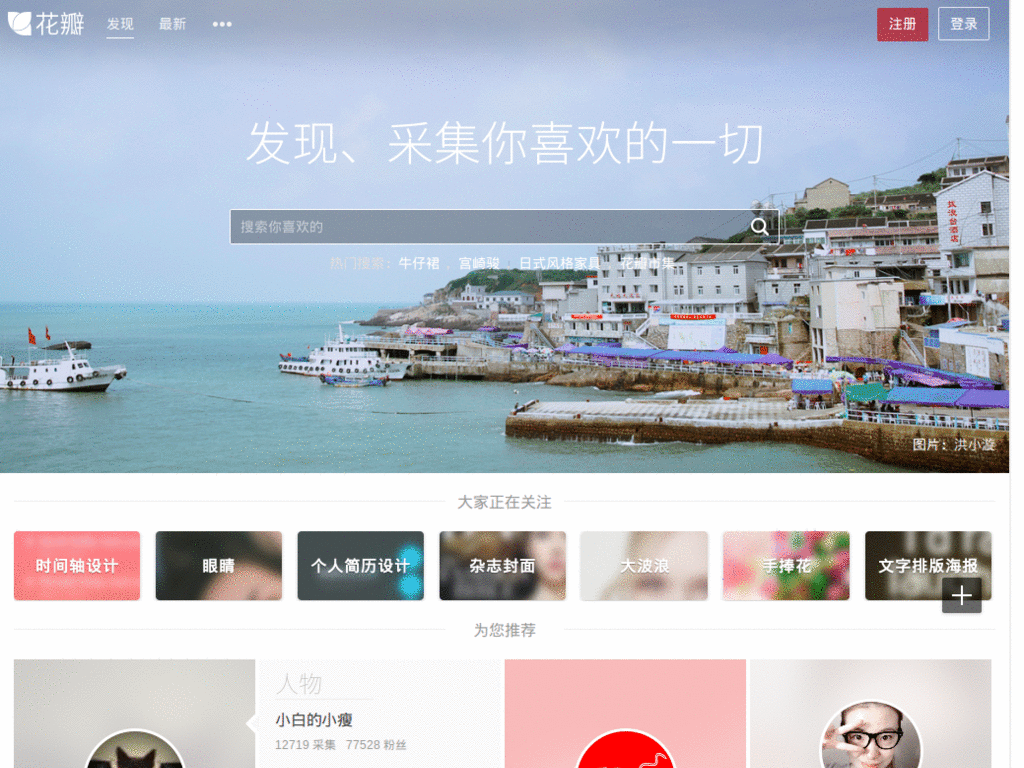 花瓣 发现 最新 •••
注册 登录
发现、采集你喜欢的一切
搜索你喜欢的
热门搜索： 牛仔裙 , 宫崎骏 , 日式风格家具 , 花瓣市集
图片：洪小漩
大家正在关注
时间轴设计 眼睛 个人简历设计 杂志封面 大波浪 手捧花 文字排版海报
为您推荐
人物
小白的小瘦
12719 采集 77528 粉丝